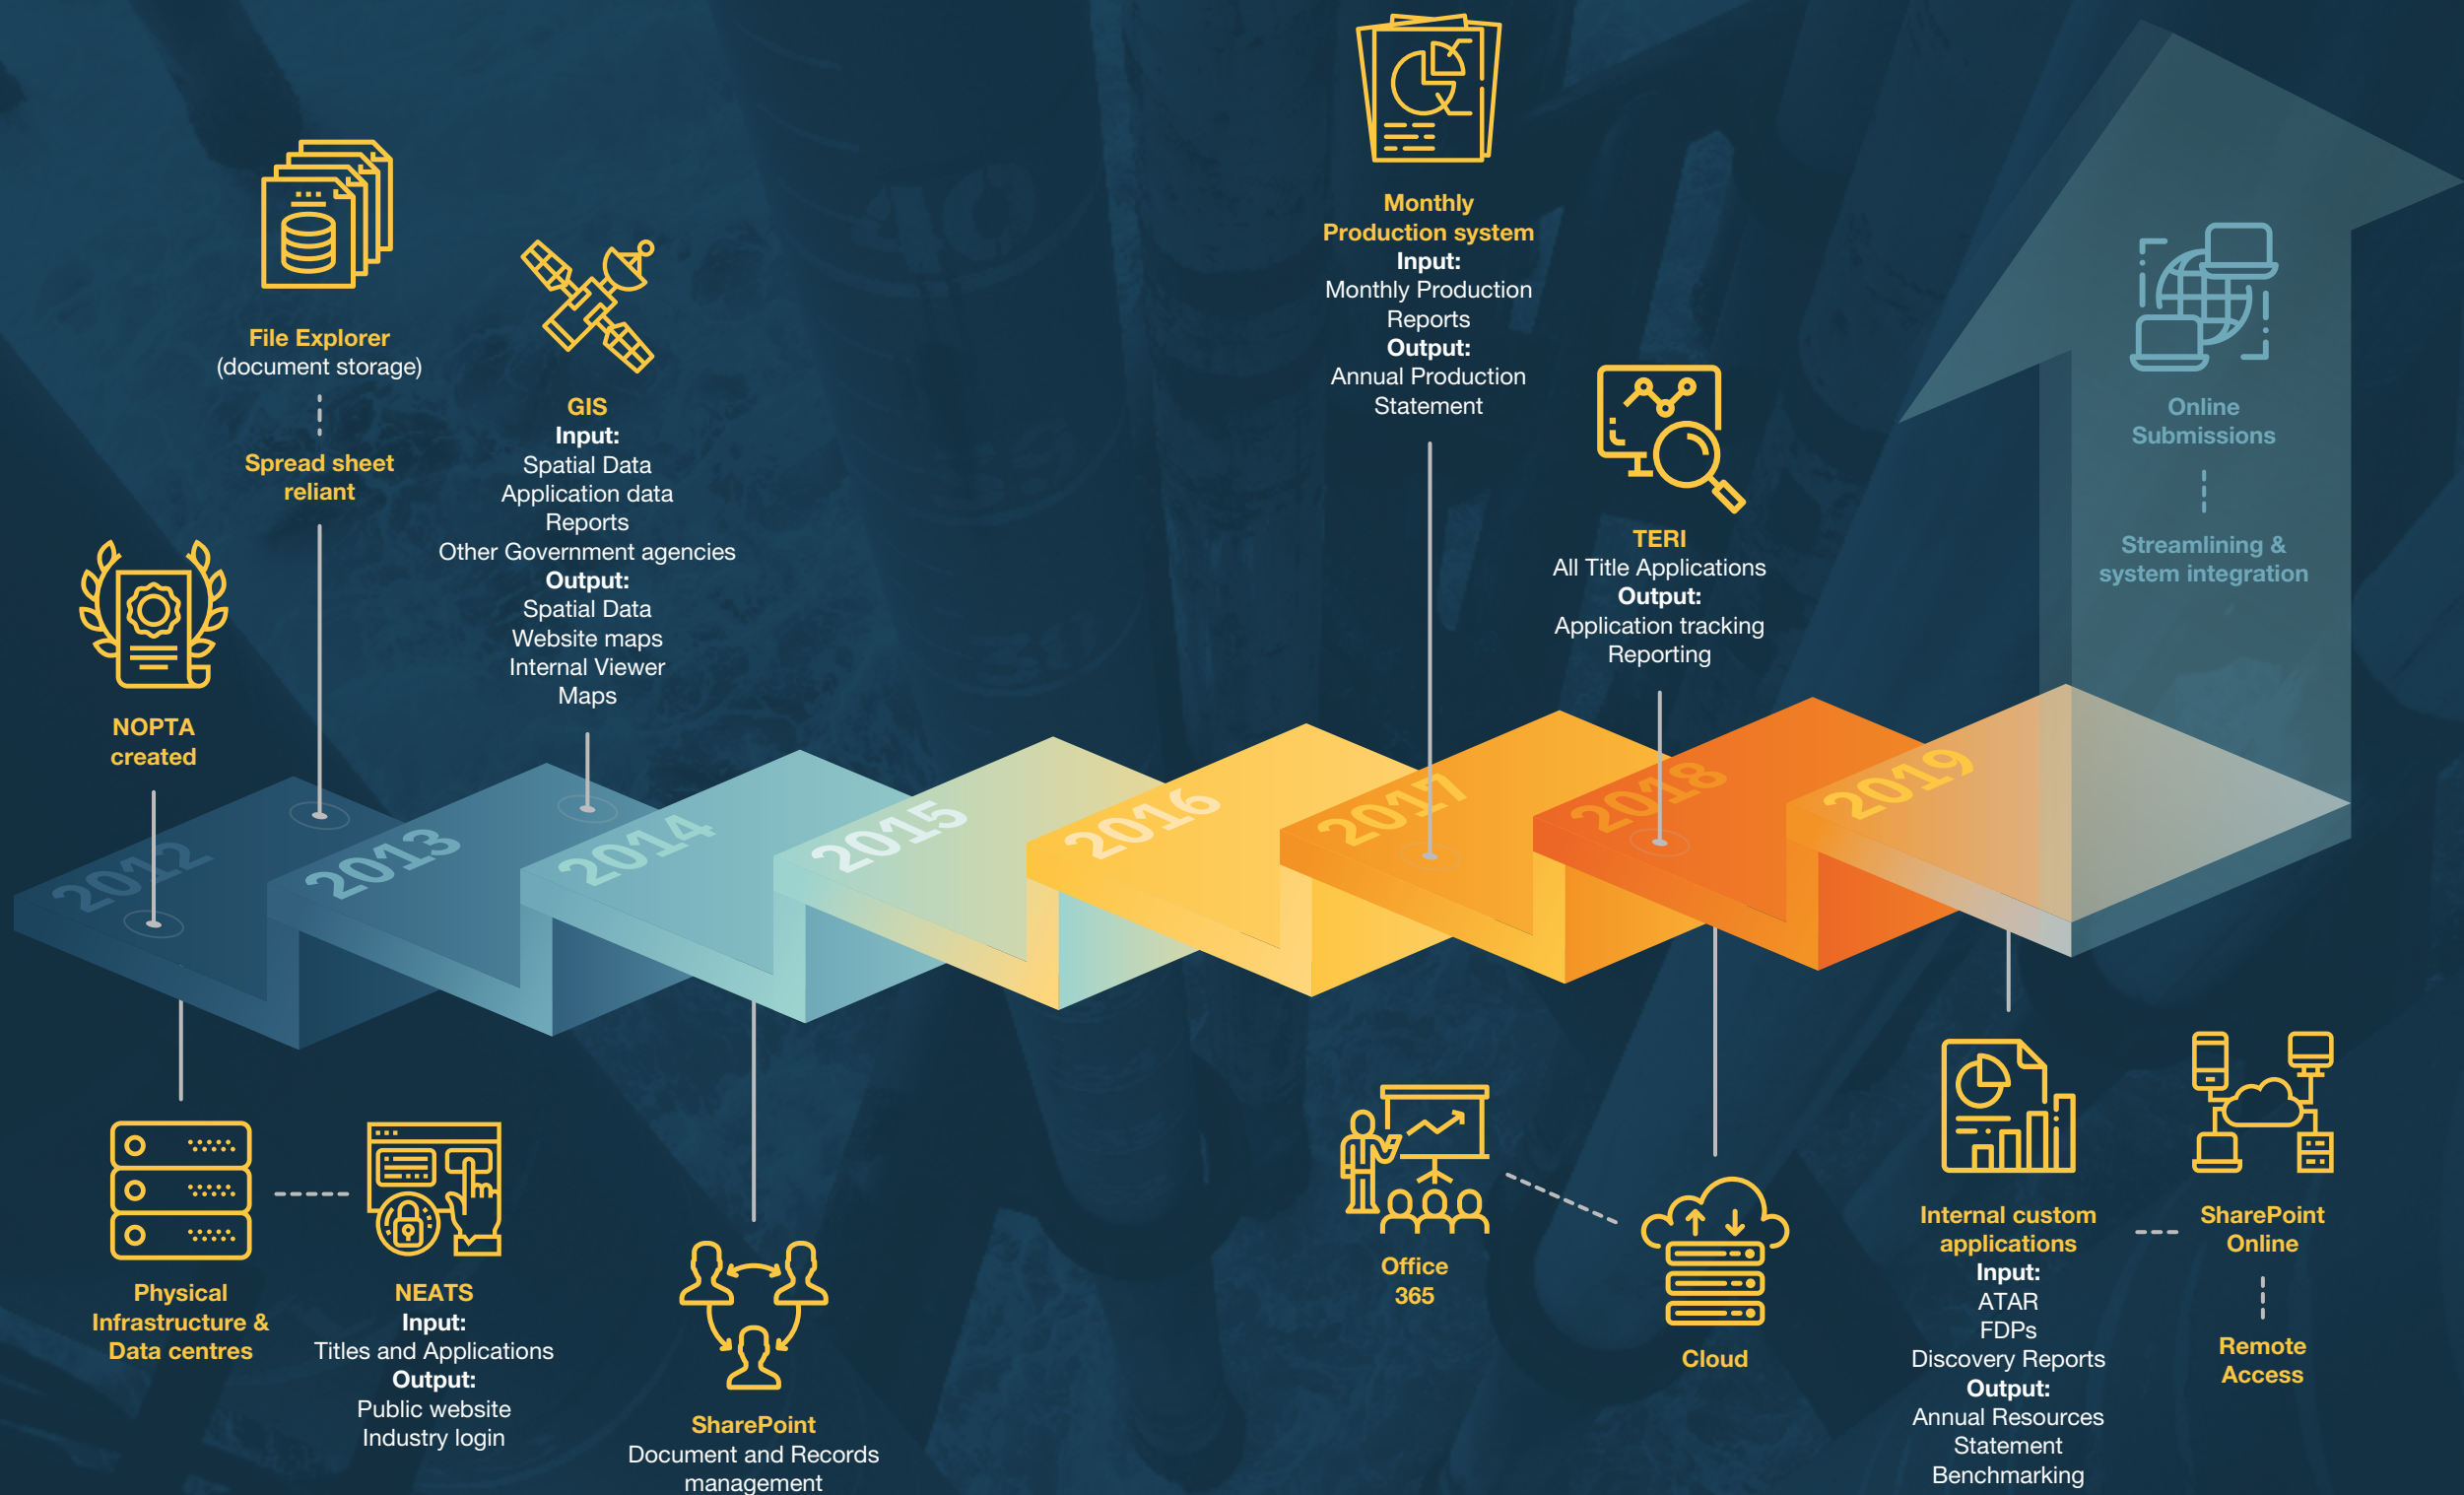 NOPTA
created
File Explorer
(document storage)
Spread sheet
reliant
GIS
Input:
Spatial Data
Application data
Reports
Other Government agencies
Output:
Spatial Data
Website maps
Internal Viewer
Maps
Monthly
Production system
Input:
Monthly Production
Reports
Output:
Annual Production
Statement
TERI
All Title Applications
Output:
Application tracking
Reporting
Online
Submissions
Streamlining &
system integration
2012
2013
2014
2015
2016
2017
2018
2019
Physical
Infrastructure &
Data centres
NEATS
Input:
Titles and Applications
Output:
Public website
Industry login
SharePoint
Document and Records
management
Office
365
Cloud
Internal custom
applications
Input:
ATAR
FDPs
Discovery Reports
Output:
Annual Resources
Statement
Benchmarking
SharePoint
Online
Remote
Access